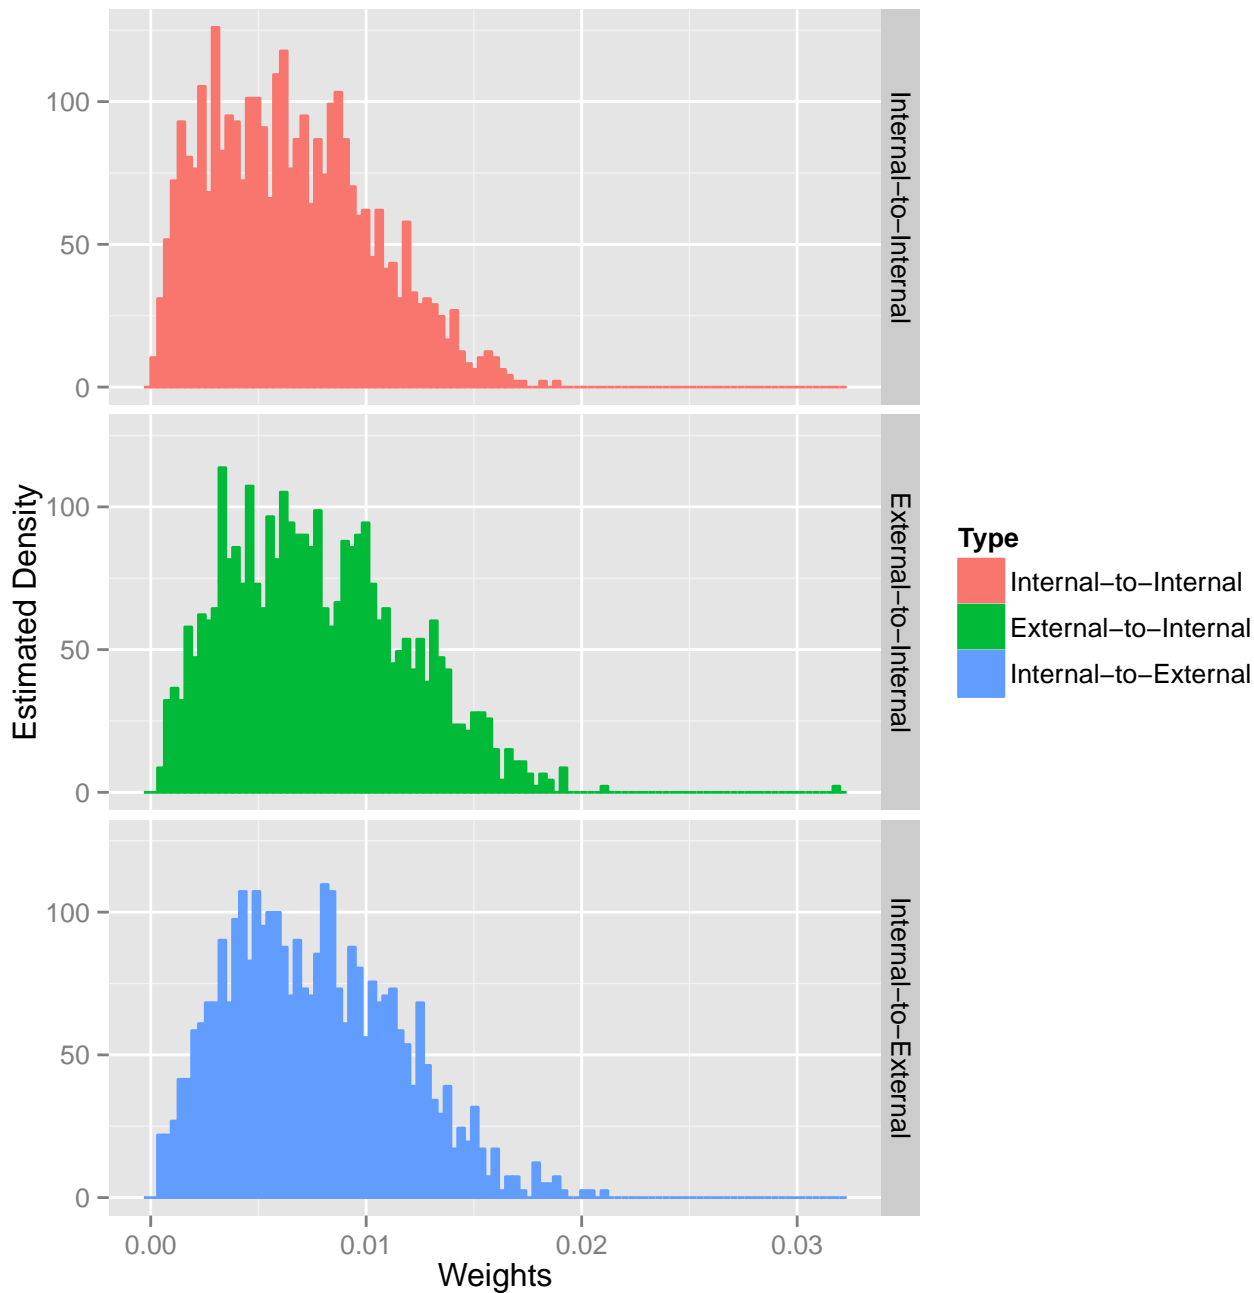 100
50
0
Internal−to−Internal
Estimated Density
100
50
0
External−to−Internal
100
50
0
Internal−to−External
0.00 0.01 0.02 0.03
Weights
Type
Internal−to−Internal
External−to−Internal
Internal−to−External